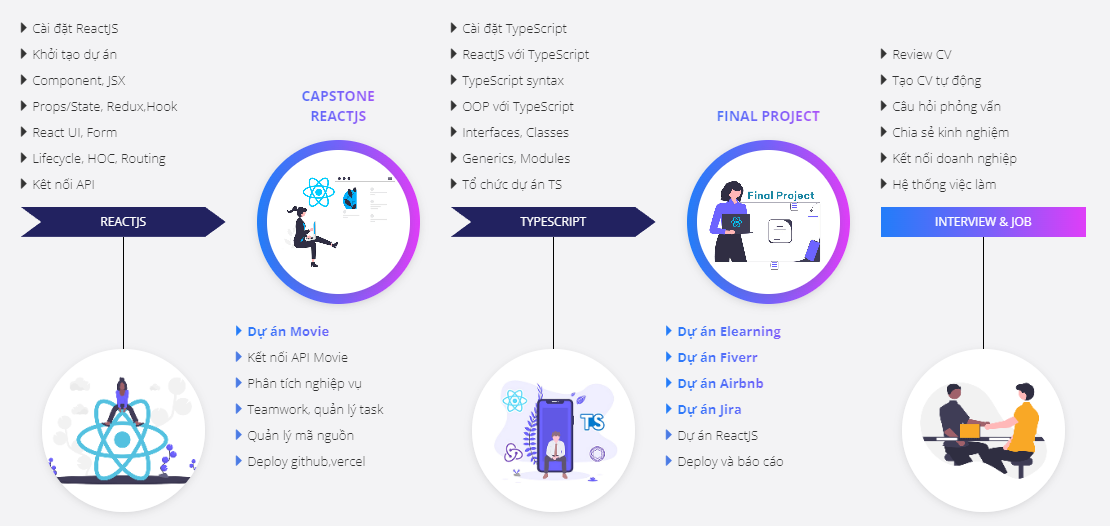 Cài đặt ReactJS
Khởi tạo dự án
Component, JSX
Props/State, Redux,Hook
React UI, Form
Lifecycle, HOC, Routing
Kêt nối API
REACTJS
CAPSTONE
REACTJS
Dự án Movie
Kết nối API Movie
Phân tích nghiệp vụ
Teamwork, quản lý task
Quản lý mã nguồn
Deploy github,vercel
Cài đặt TypeScript
ReactJS với TypeScript
TypeScript syntax
OOP với TypeScript
Interfaces, Classes
Generics, Modules
Tổ chức dự án TS
TYPESCRIPT
TS
FINAL PROJECT
Final Project
Dự án Elearning
Dự án Fiverr
Dự án Airbnb
Dự án Jira
Dự án ReactJS
Deploy và báo cáo
Review CV
Tạo CV tự động
Câu hỏi phỏng vấn
Chia sẻ kinh nghiệm
Kết nối doanh nghiệp
Hệ thống việc làm
INTERVIEW & JOB